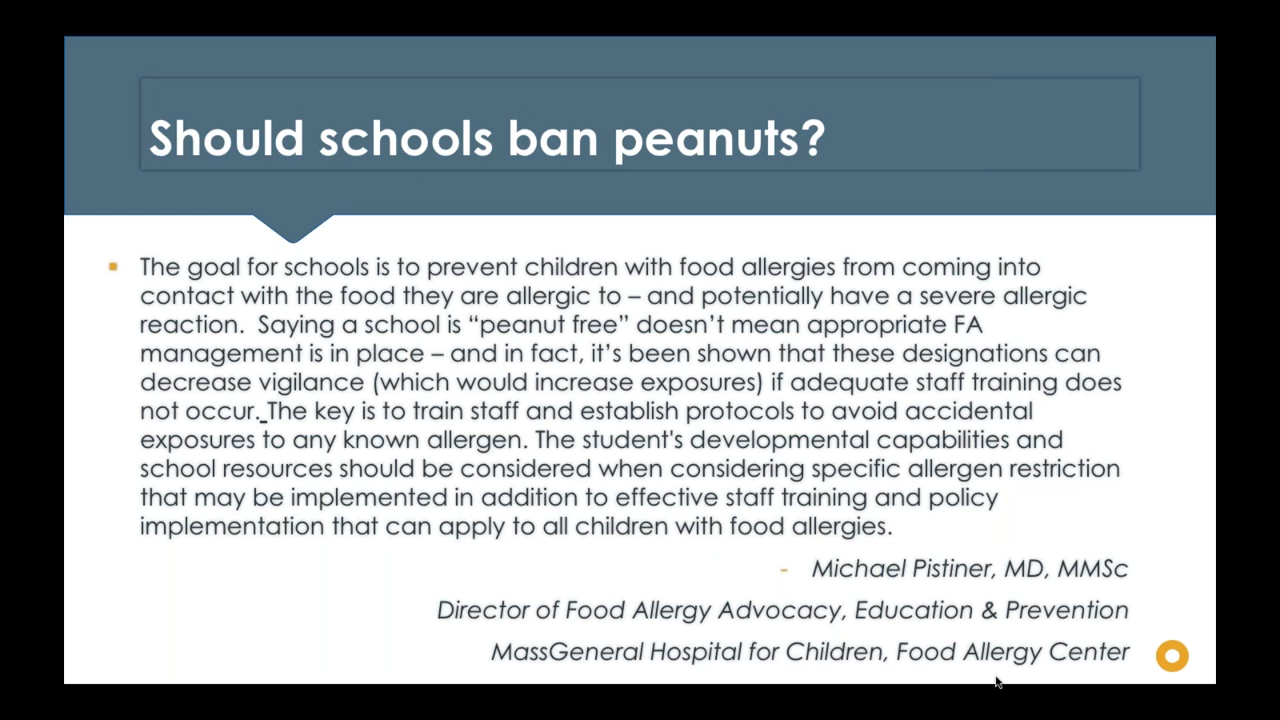 Should schools ban peanuts?
The goal for schools is to prevent children with food allergies from coming into
contact with the food they are allergic to – and potentially have a severe allergic
reaction.  Saying a school is “peanut free” doesn’t mean appropriate FA
management is in place – and in fact, it’s been shown that these designations can
decrease vigilance (which would increase exposures) if adequate staff training does
not occur. The key is to train staff and establish protocols to avoid accidental
exposures to any known allergen. The student's developmental capabilities and
school resources should be considered when considering specific allergen restriction
that may be implemented in addition to effective staff training and policy
implementation that can apply to all children with food allergies.
- Michael Pistiner, MD, MMSc
Director of Food Allergy Advocacy, Education & Prevention
MassGeneral Hospital for Children, Food Allergy Center